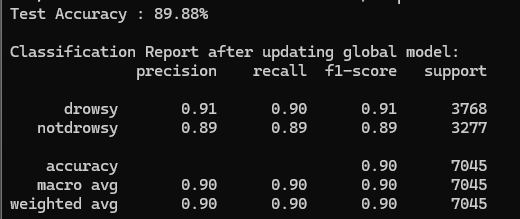 Test Accuracy : 89.88%
Classification Report after updating global model:
precision recall f1-score support
drowsy 0.91 0.90 0.91 3768
notdrowsy 0.89 0.89 0.89 3277
accuracy 0.90 7045
macro avg 0.90 0.90 0.90 7045
weighted avg 0.90 0.90 0.90 7045